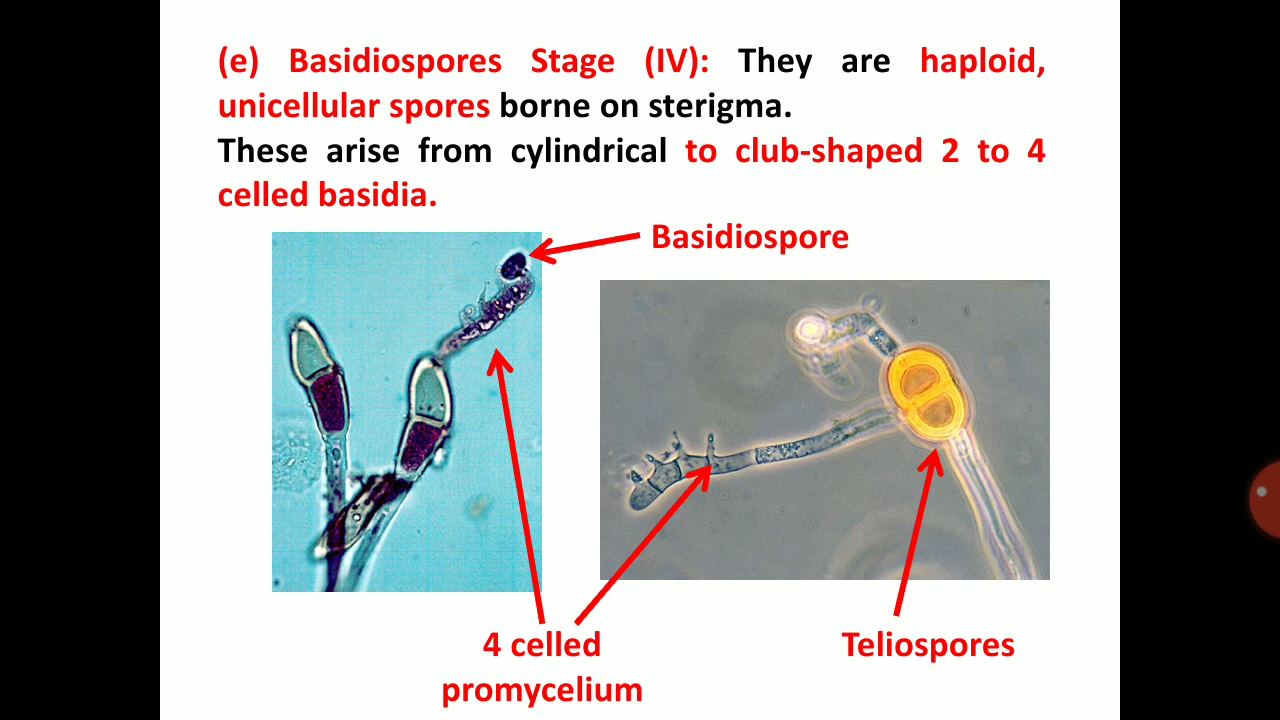 (e) Basidiospores Stage (IV): They are haploid,
unicellular spores borne on sterigma.
These arise from cylindrical to club-shaped 2 to 4
celled basidia.
Basidiospore
4 celled
promycelium
Teliospores